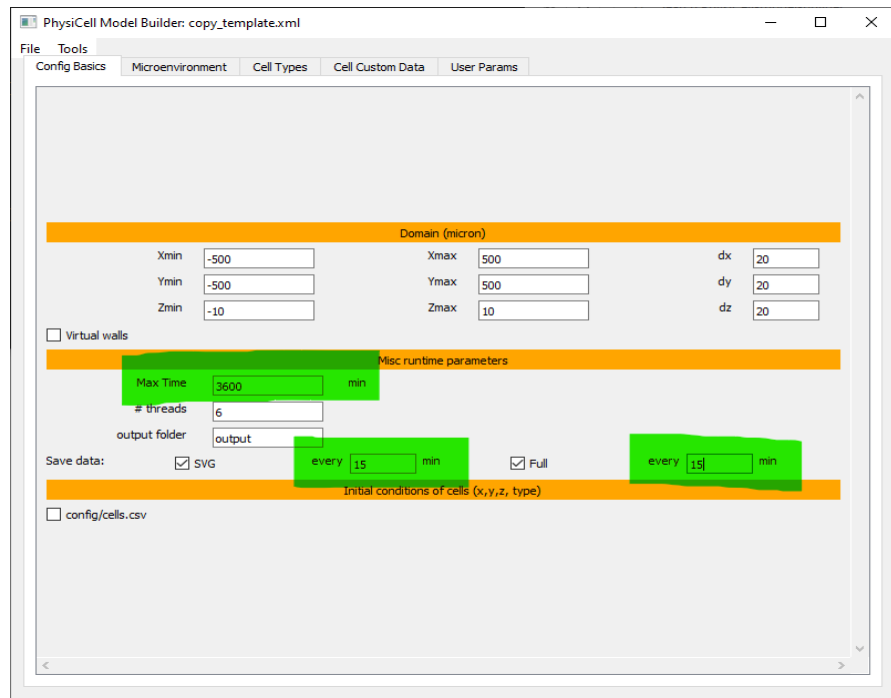 PhysiCell Model Builder: copy_template.xml
File Tools
Config Basics Microenvironment Cell Types Cell Custom Data User Params
Domain (micron)
Xmin -500 Xmax 500 dx 20
Ymin -500 Ymax 500 dy 20
Zmin -10 Zmax 10 dz 20
Virtual walls
Misc runtime parameters
Max Time 3600 min
# threads 6
output folder output
Save data: SVG every 15 min Full every 15 min
Initial conditions of cells (x,y,z, type)
config/cells.csv